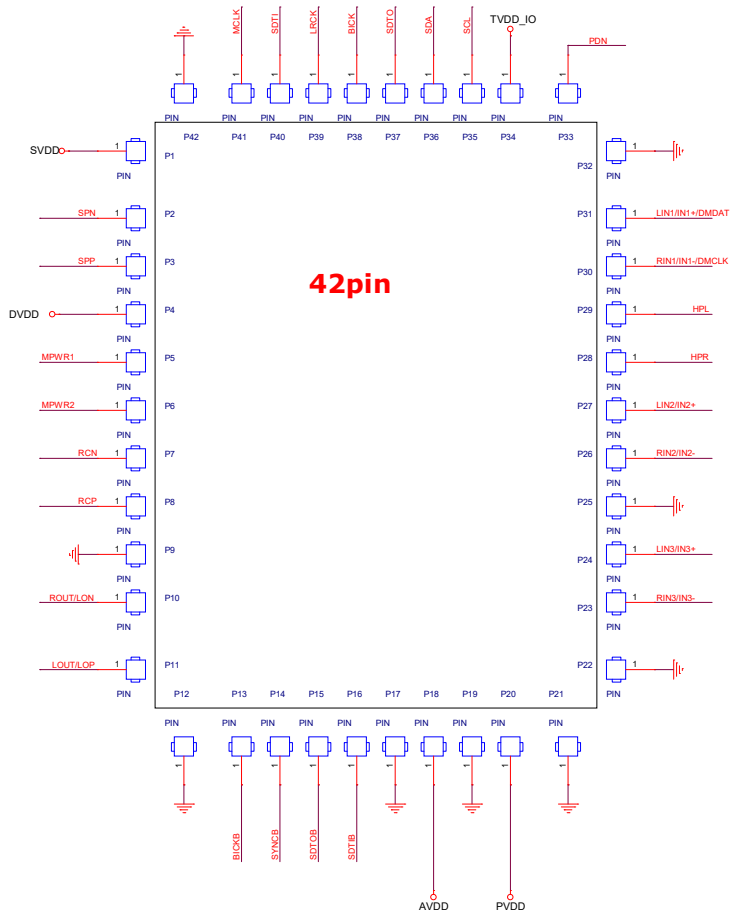 MCLK SDTI LRCK BICK SDTO SDA SCL TVDD_IO PDN
1 1 1 1 1 1 1 1 1
PIN PIN PIN PIN PIN PIN PIN PIN PIN
P42 P41 P40 P39 P38 P37 P36 P35 P34 P33
SVDD 1 P1 P32 1
PIN PIN
SPN 1 P2 P31 1 LIN1/IN1+/DMDAT
PIN PIN
SPP 1 P3 P30 1 RIN1/IN1-/DMCLK
42pin
PIN PIN
DVDD 1 P4 P29 1 HPL
PIN PIN
MPWR1 1 P5 P28 1 HPR
PIN PIN
MPWR2 1 P6 P27 1 LIN2/IN2+
PIN PIN
RCN 1 P7 P26 1 RIN2/IN2-
PIN PIN
RCP 1 P8 P25 1
PIN PIN
1 P9 P24 1 LIN3/IN3+
PIN PIN
ROUT/LON 1 P10 P23 1 RIN3/IN3-
PIN PIN
LOUT/LOP 1 P11 P22 1
PIN P12 P13 P14 P15 P16 P17 P18 P19 P20 P21 PIN
PIN PIN PIN PIN PIN PIN PIN PIN PIN PIN
1 1 1 1 1 1 1 1 1 1
BICKB SYNCB SDTOB SDTIB
AVDD PVDD